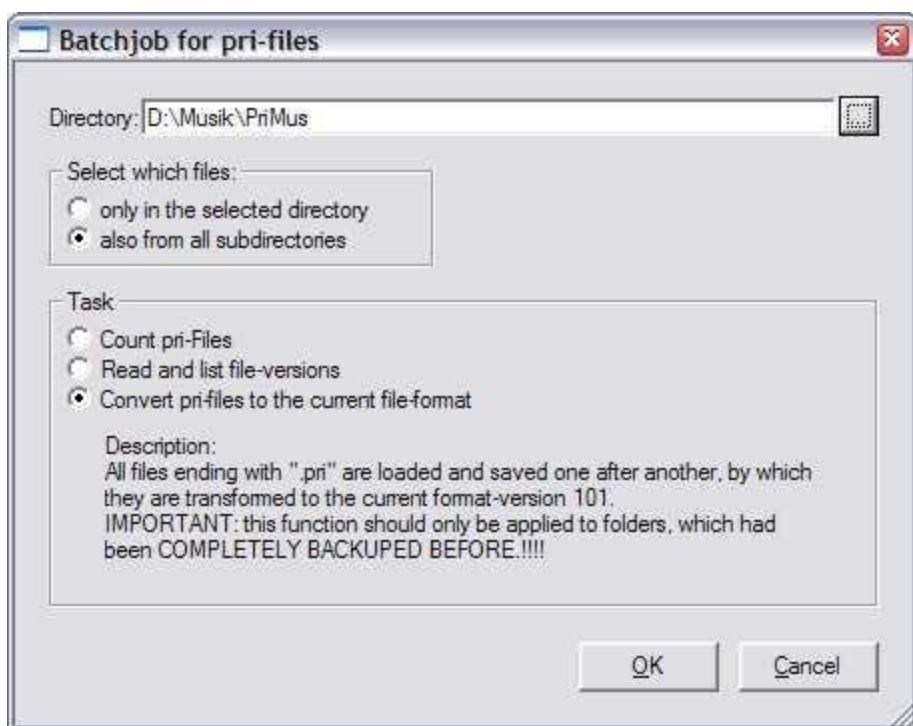 Batchjob for pri-files
Directory: D:\Musik\PriMus
...
Select which files:
only in the selected directory
also from all subdirectories
Task
Count pri-Files
Read and list file-versions
Convert pri-files to the current file-format
Description:
All files ending with ".pri" are loaded and saved one after another, by which
they are transformed to the current format-version 101.
IMPORTANT: this function should only be applied to folders, which had
been COMPLETELY BACKUPED BEFORE.!!!!
OK
Cancel